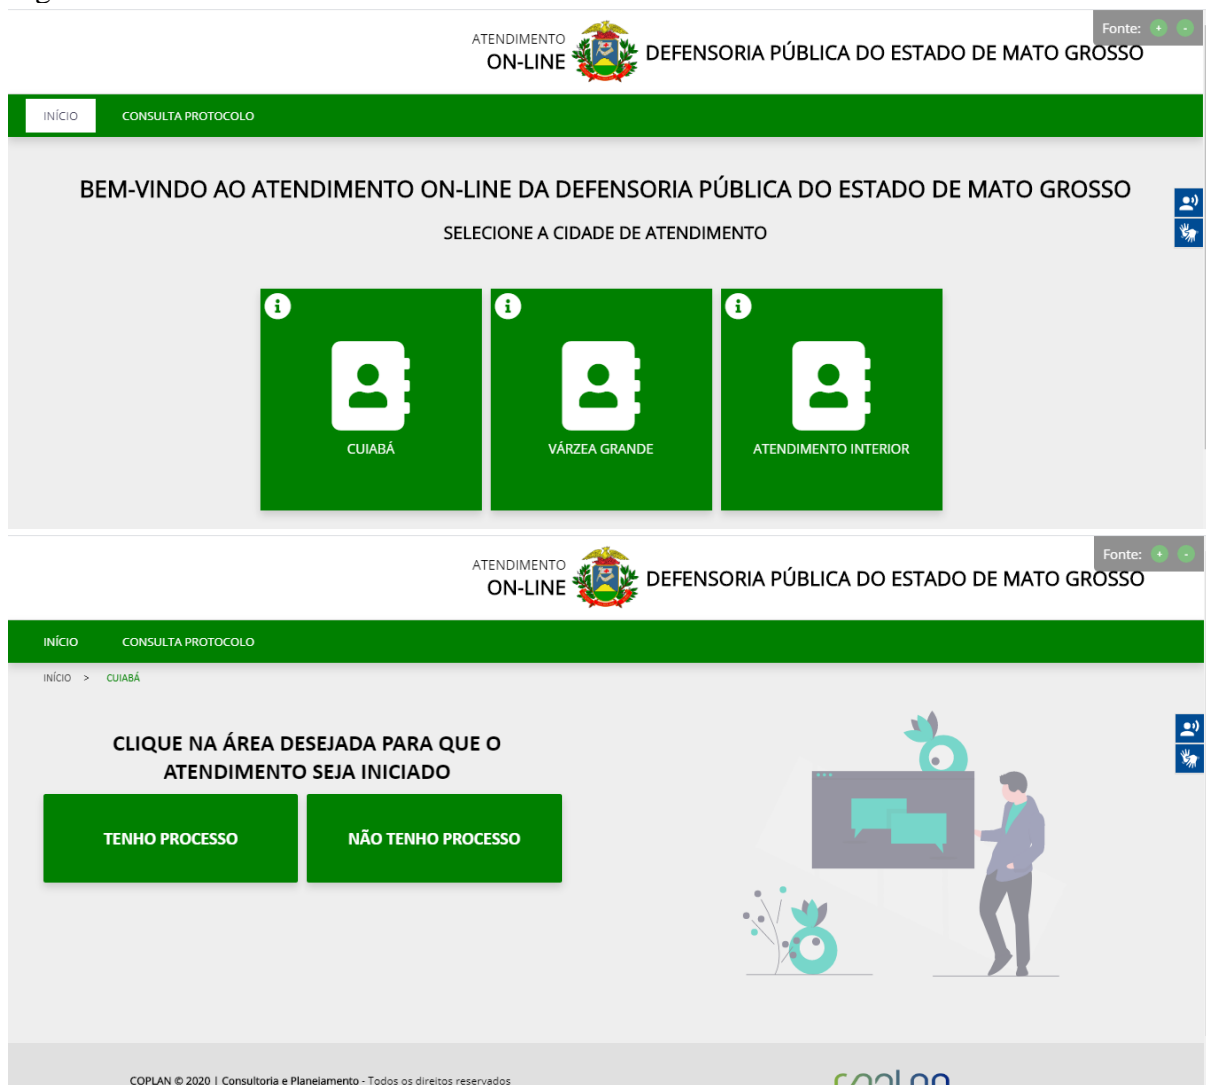 ATENDIMENTO
ON-LINE
DEFENSORIA PÚBLICA DO ESTADO DE MATO GROSSO
Fonte: + -
INÍCIO CONSULTA PROTOCOLO
BEM-VINDO AO ATENDIMENTO ON-LINE DA DEFENSORIA PÚBLICA DO ESTADO DE MATO GROSSO
SELECIONE A CIDADE DE ATENDIMENTO
CUIABÁ
VÁRZEA GRANDE
ATENDIMENTO INTERIOR
ATENDIMENTO
ON-LINE
DEFENSORIA PÚBLICA DO ESTADO DE MATO GROSSO
Fonte: + -
INÍCIO CONSULTA PROTOCOLO
INÍCIO > CUIABÁ
CLIQUE NA ÁREA DESEJADA PARA QUE O
ATENDIMENTO SEJA INICIADO
TENHO PROCESSO
NÃO TENHO PROCESSO
COPLAN © 2020 | Consultoria e Planejamento - Todos os direitos reservados